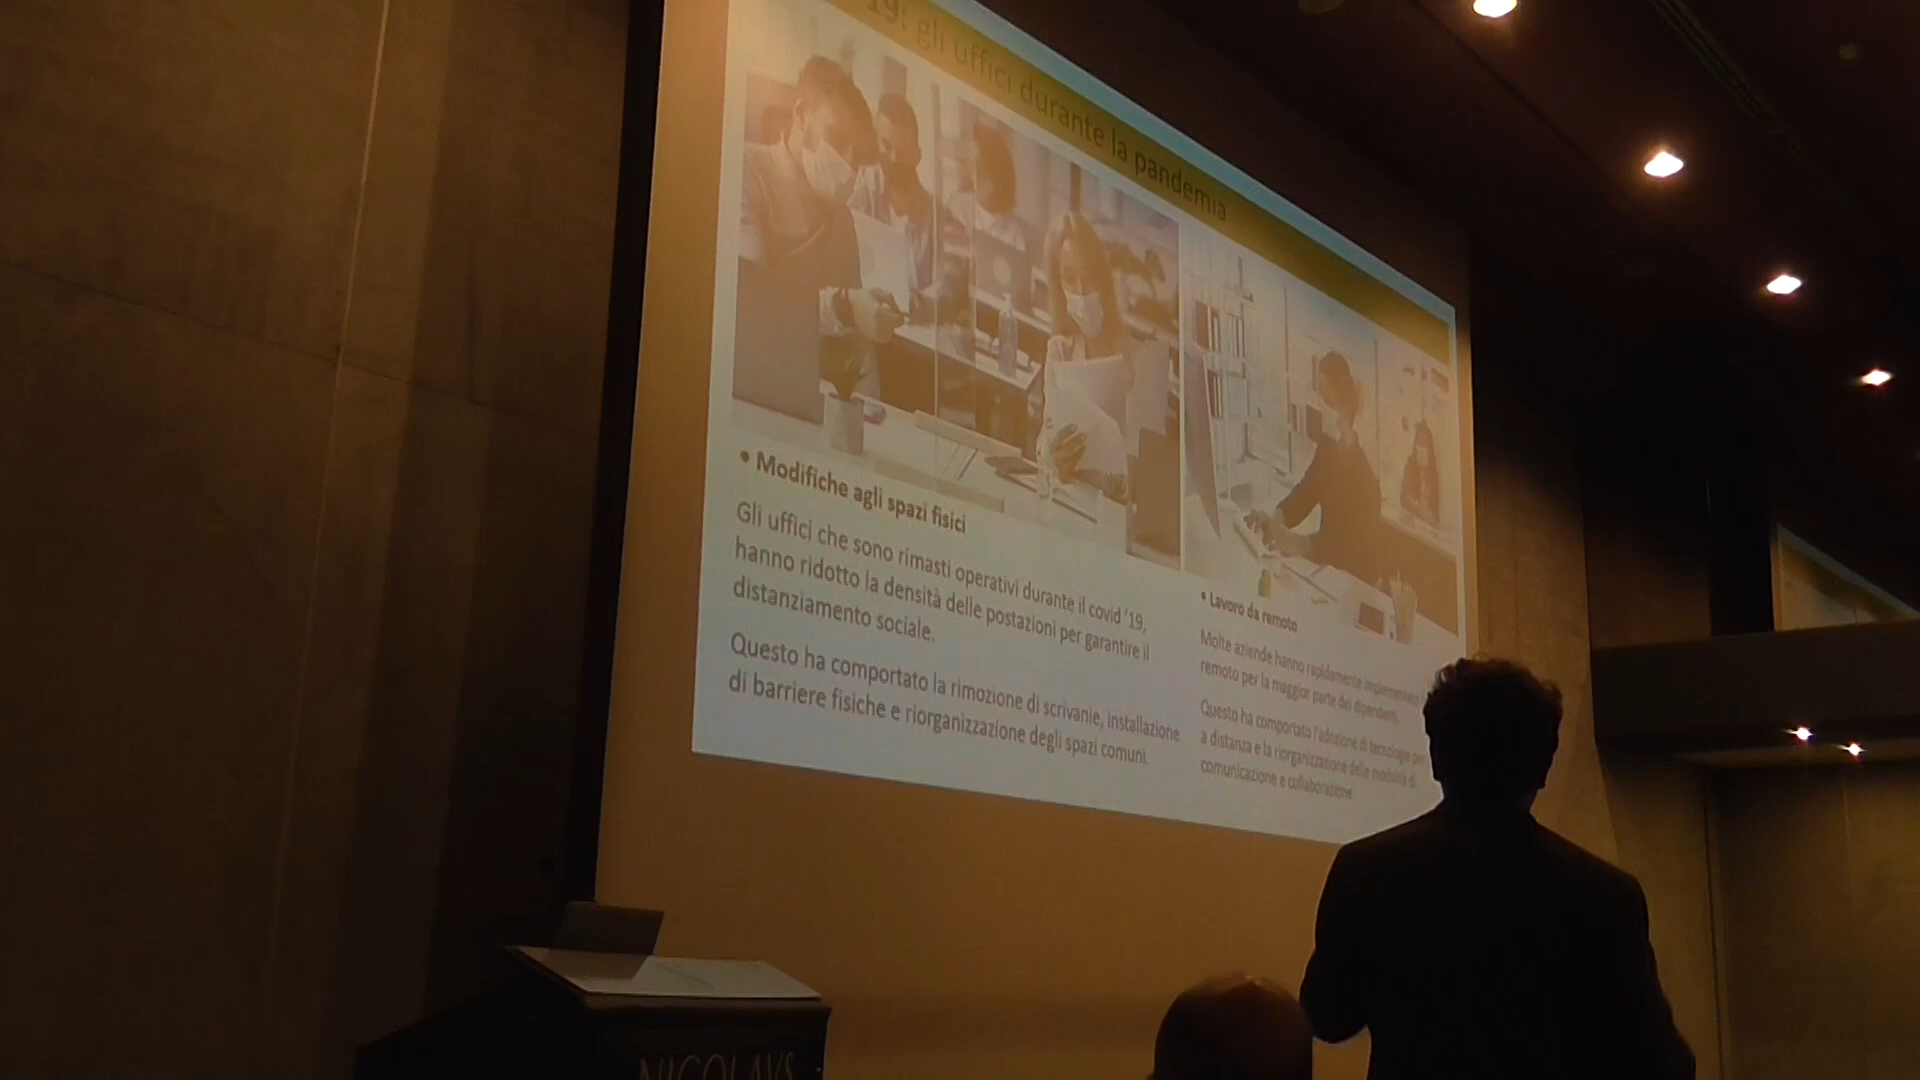 19: gli uffici durante la pandemia
• Modifiche agli spazi fisici
Gli uffici che sono rimasti operativi durante il covid '19,
hanno ridotto la densità delle postazioni per garantire il
distanziamento sociale.
Questo ha comportato la rimozione di scrivanie, installazione
di barriere fisiche e riorganizzazione degli spazi comuni.
• Lavoro da remoto
Molte aziende hanno rapidamente
remoto per la maggior parte dei dipendenti.
Questo ha comportato l'adozione di tecnologie per
a distanza e la riorganizzazione delle modalità di
comunicazione e collaborazione
NICOLAVS